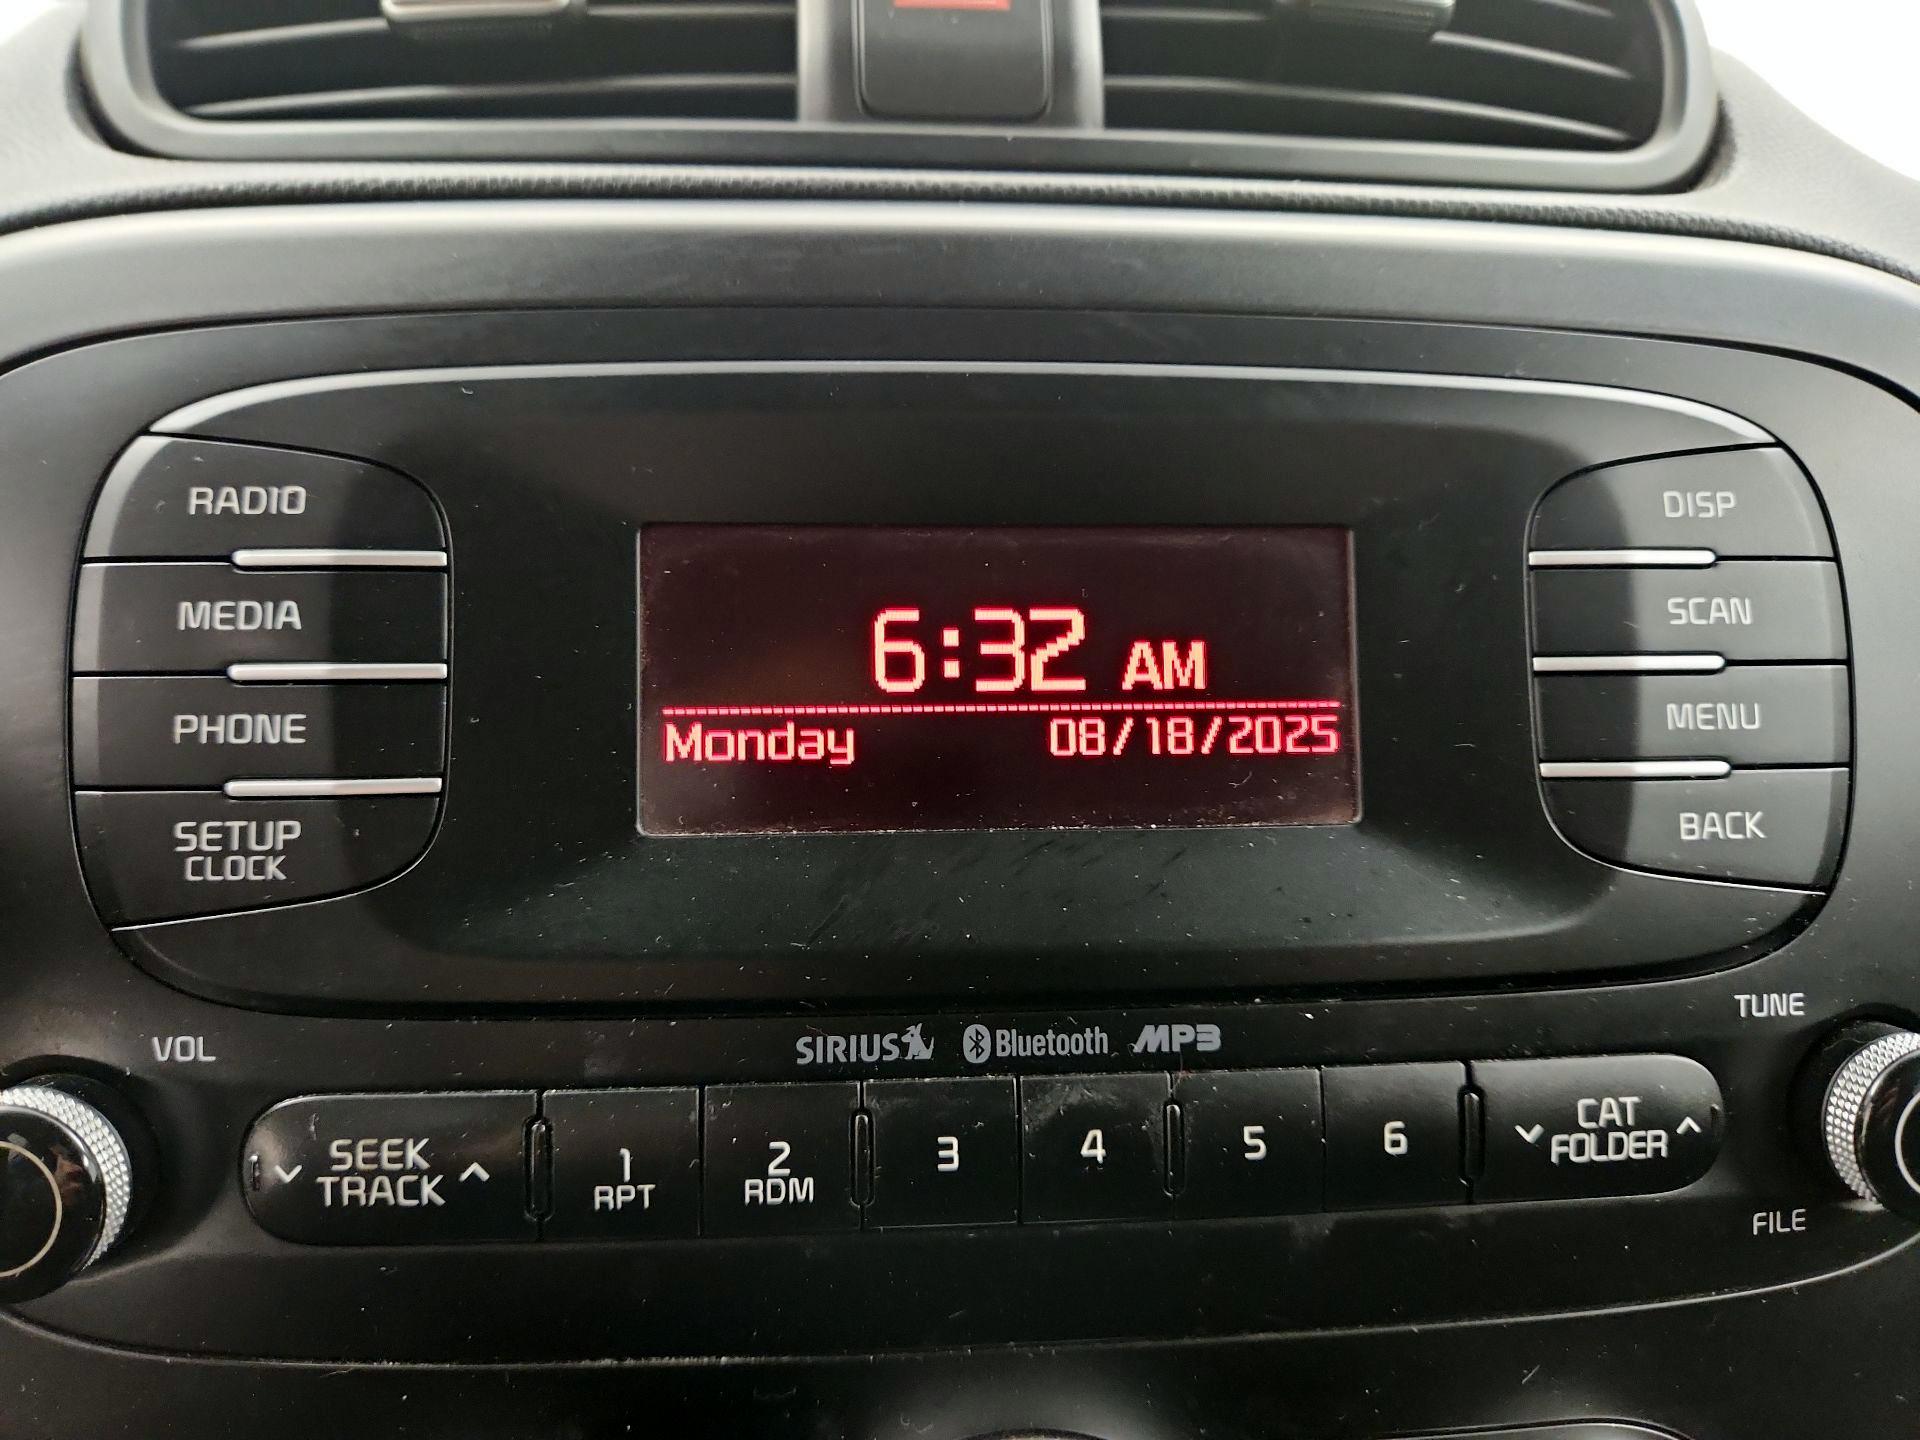 RADIO
MEDIA
PHONE
SETUP
CLOCK
6:32 AM
Monday 08/18/2025
DISP
SCAN
MENU
BACK
VOL
SIRIUS Bluetooth MP3
TUNE
SEEK
TRACK
1
RPT
2
RDM
3
4
5
6
CAT
FOLDER
FILE